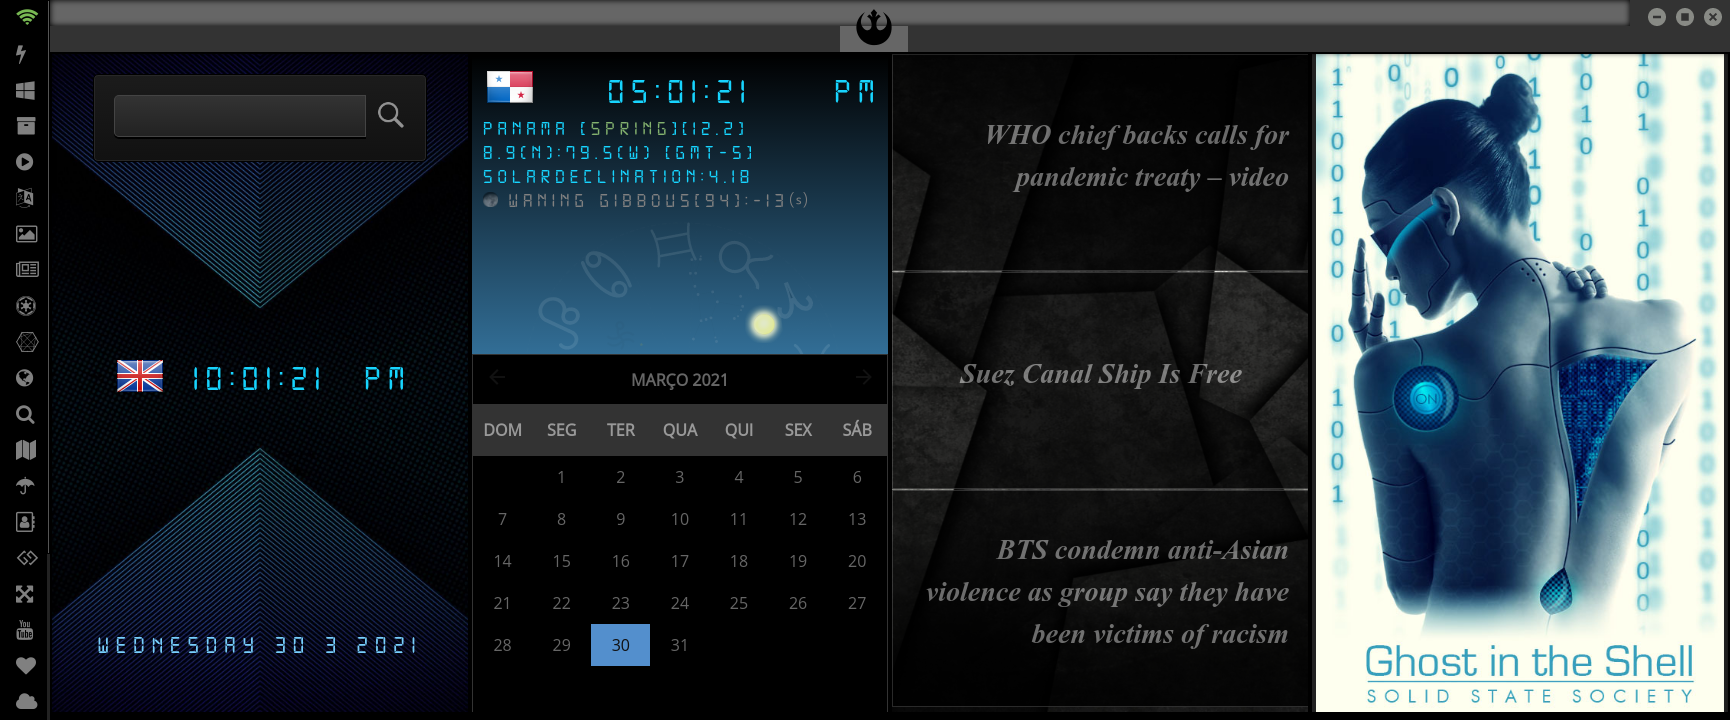 10:01:21 PM
WEDNESDAY 30 3 2021
05:01:21 PM
PANAMA [SPRING][12.2]
8.9(N):79.5(W) [GMT-5]
SOLARDECLINATION:4.18
WANING GIBBOUS[94]:-13(s)
MARÇO 2021
DOM SEG TER QUA QUI SEX SÁB
1 2 3 4 5 6
7 8 9 10 11 12 13
14 15 16 17 18 19 20
21 22 23 24 25 26 27
28 29 30 31
WHO chief backs calls for
pandemic treaty – video
Suez Canal Ship Is Free
BTS condemn anti-Asian
violence as group say they have
been victims of racism
ON
Ghost in the Shell
SOLID STATE SOCIETY
You
Tube